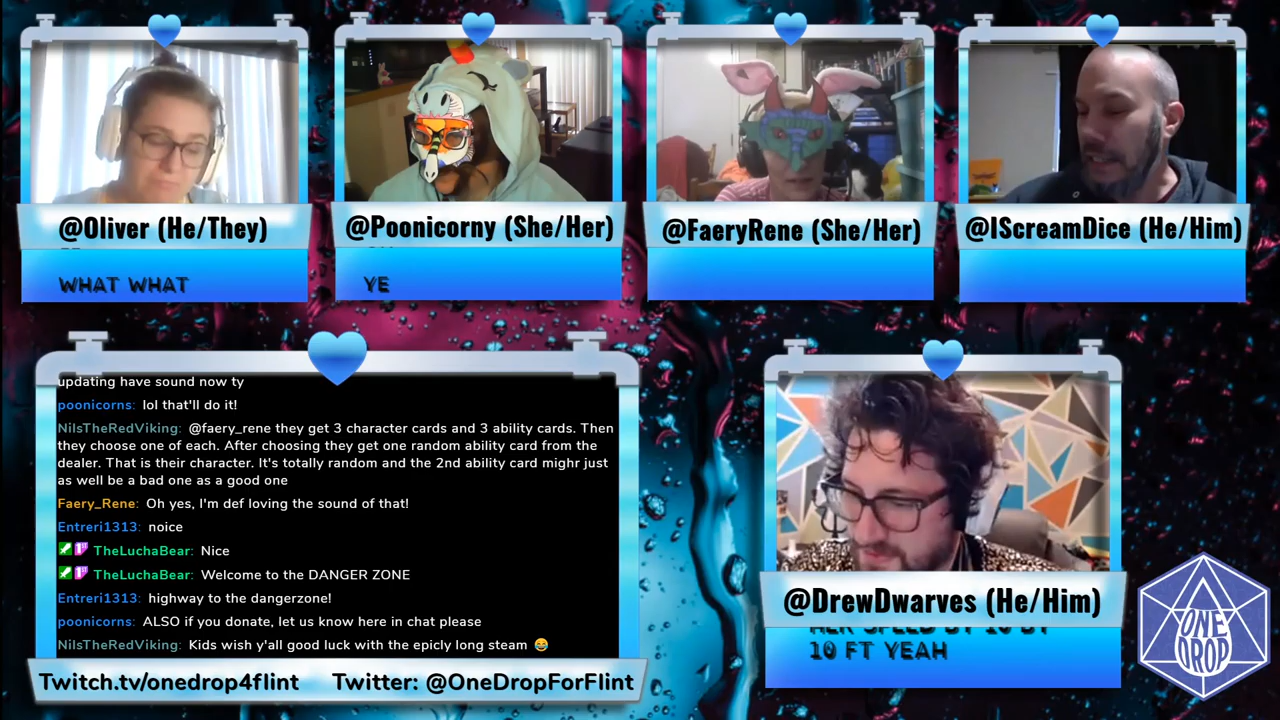 @Oliver (He/They)
@Poonicorny (She/Her)
@FaeryRene (She/Her)
@IScreamDice (He/Him)
WHAT WHAT
YE
updating have sound now ty
poonicorns: lol that'll do it!
NilsTheRedViking: @faery_rene they get 3 character cards and 3 ability cards. Then
they choose one of each. After choosing they get one random ability card from the
dealer. That is their character. It's totally random and the 2nd ability card mighr just
as well be a bad one as a good one
Faery_Rene: Oh yes, I'm def loving the sound of that!
Entreri1313: noice
TheLuchaBear: Nice
TheLuchaBear: Welcome to the DANGER ZONE
Entreri1313: highway to the dangerzone!
poonicorns: ALSO if you donate, let us know here in chat please
NilsTheRedViking: Kids wish y'all good luck with the epicly long steam 😂
Twitch.tv/onedrop4flint Twitter: @OneDropForFlint
@DrewDwarves (He/Him)
HER SPEED BY 10 BY
10 FT YEAH
ONE
DROP